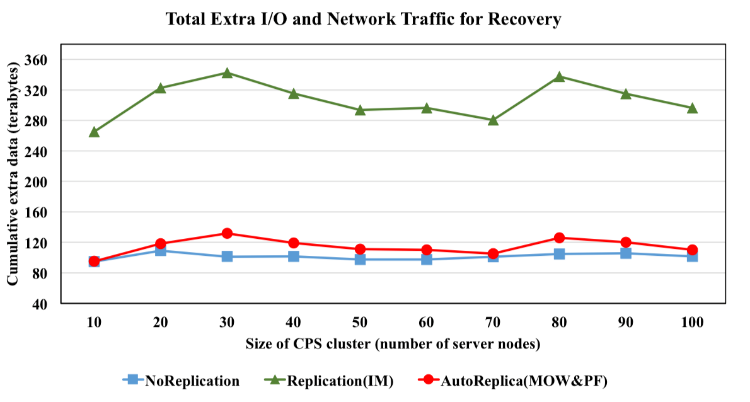 Total Extra I/O and Network Traffic for Recovery
Cumulative extra data (terabytes)
360
320
280
240
200
160
120
80
40
10 20 30 40 50 60 70 80 90 100
Size of CPS cluster (number of server nodes)
NoReplication Replication(IM) AutoReplica(MOW&PF)